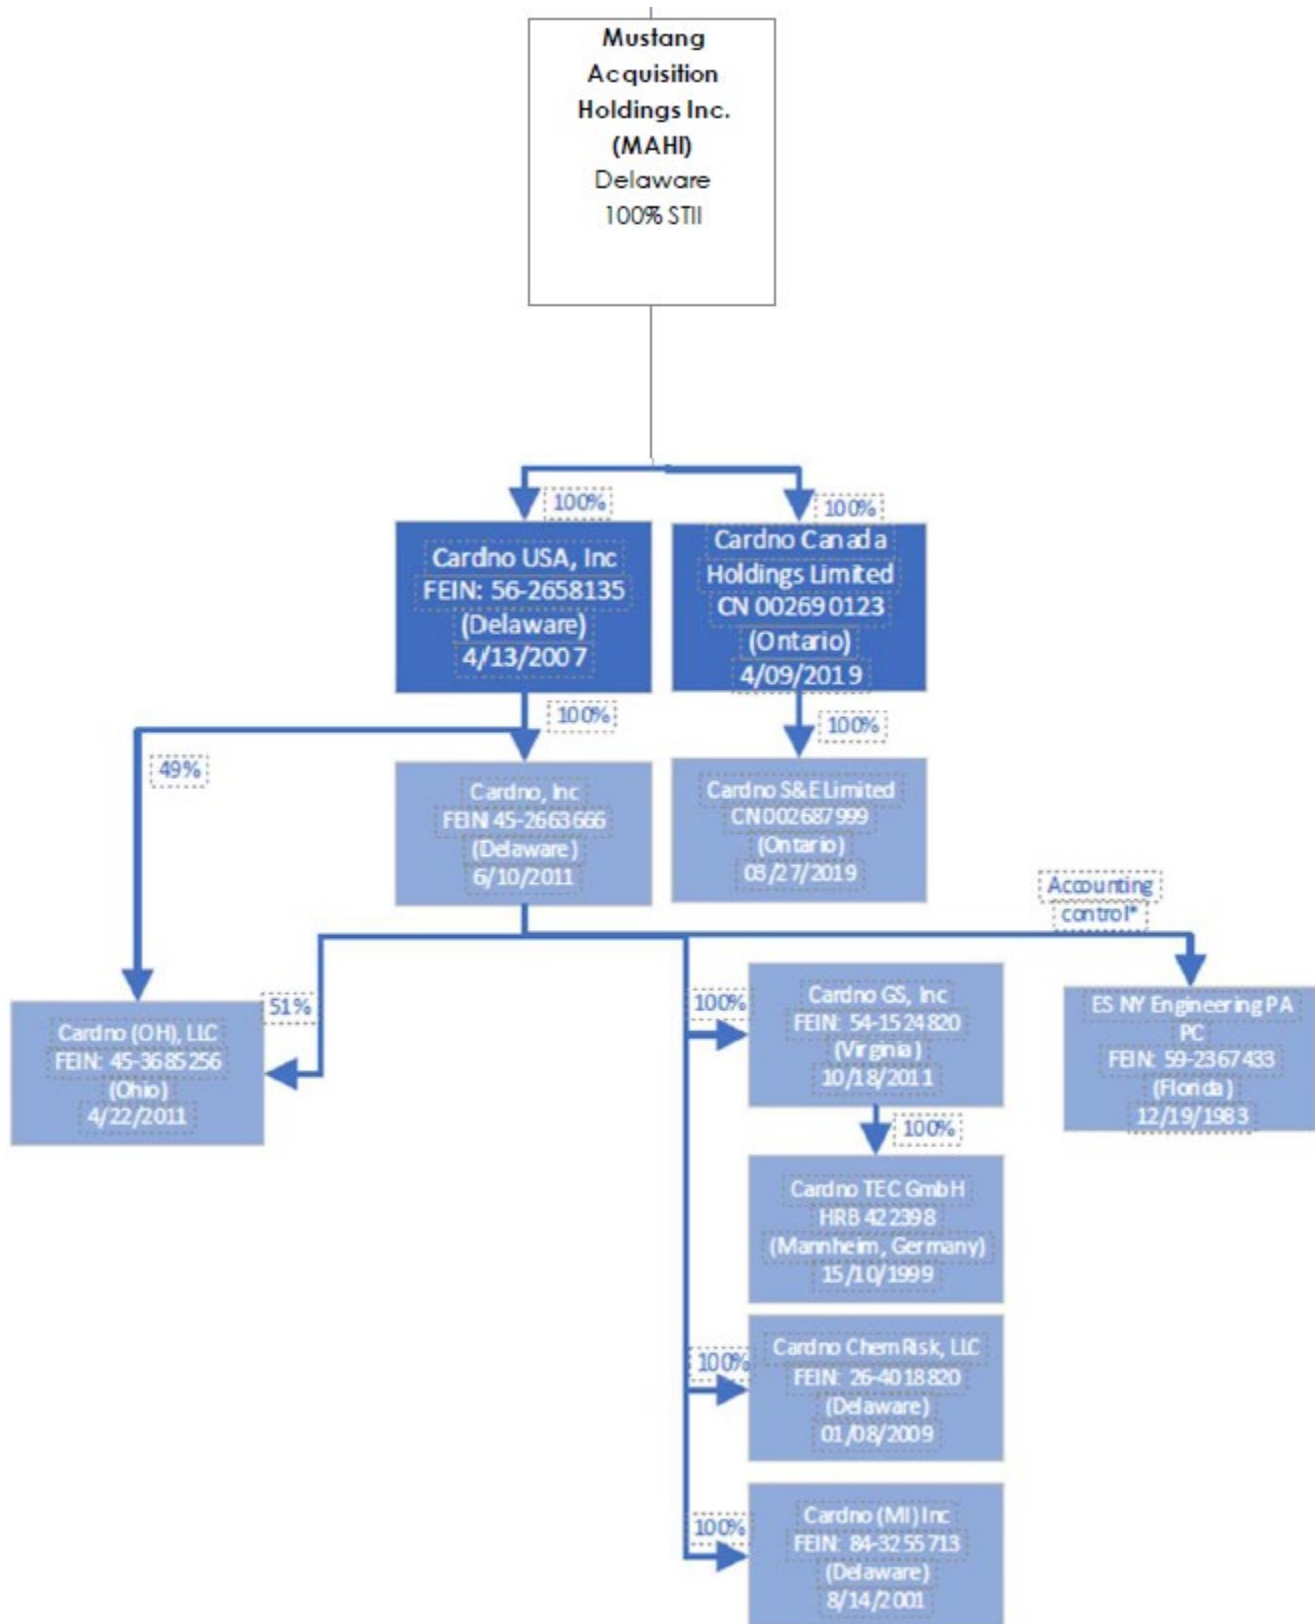 Mustang
Acquisition
Holdings Inc.
(MAHI)
Delaware
100% STII
100%
100%
Cardno USA, Inc
FEIN: 56-2658135
(Delaware)
4/13/2007
Cardno Canada
Holdings Limited
CN 002690123
(Ontario)
4/09/2019
100%
100%
49%
Cardno, Inc
FEIN 45-2663666
(Delaware)
6/10/2011
Cardno S&E Limited
CN002687999
(Ontario)
03/27/2019
Accounting
control*
51%
Cardno (OH), LLC
FEIN: 45-3685256
(Ohio)
4/22/2011
100%
Cardno GS, Inc
FEIN: 54-1524820
(Virginia)
10/18/2011
ES NY Engineering PA
PC
FEIN: 59-2367433
(Florida)
12/19/1983
100%
Cardno TEC GmbH
HRB 422398
(Mannheim, Germany)
15/10/1999
100%
Cardno ChemRisk, LLC
FEIN: 26-4018820
(Delaware)
01/08/2009
100%
Cardno (MI) Inc
FEIN: 84-3255713
(Delaware)
8/14/2001